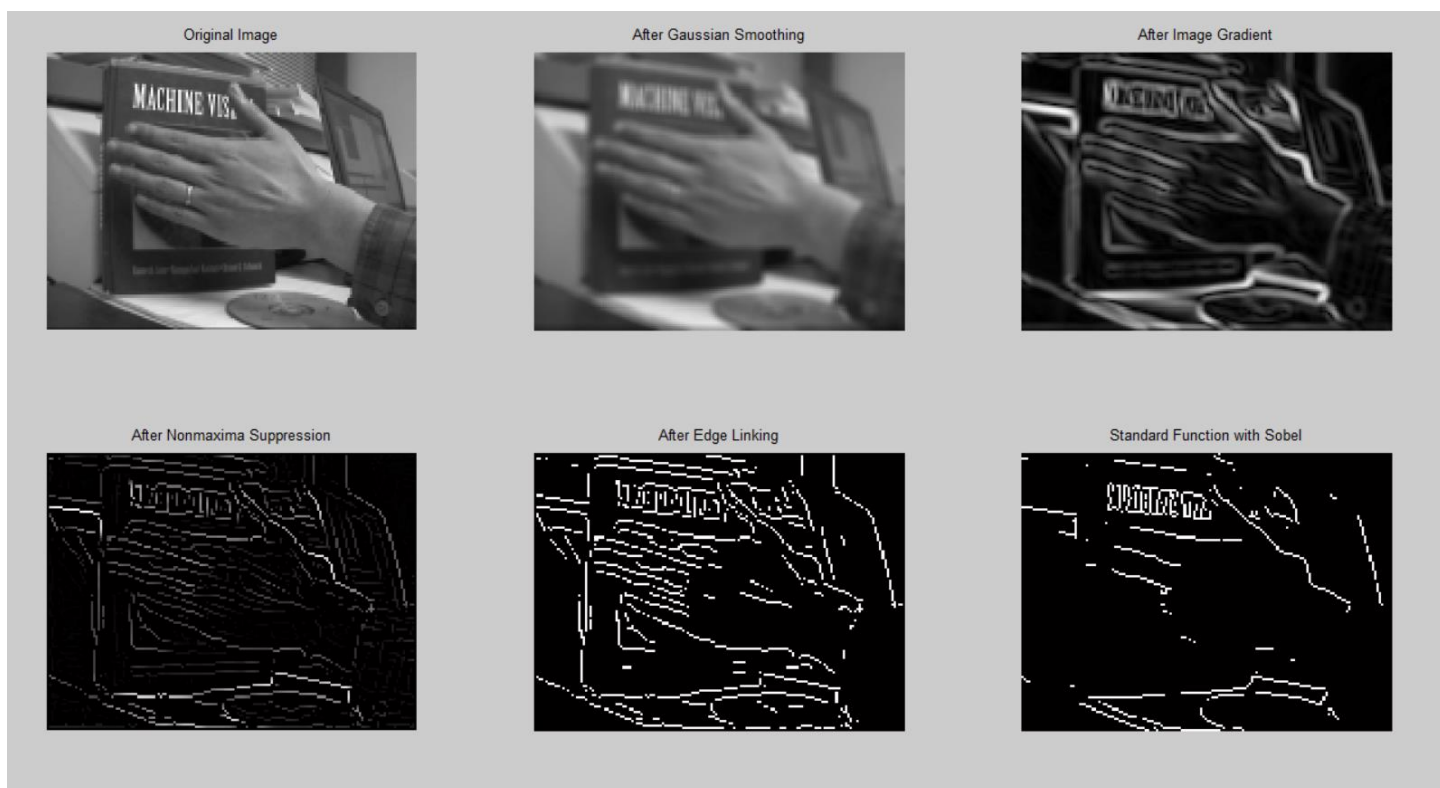 Original Image
After Gaussian Smoothing
After Image Gradient
MACHINE VIS
After Nonmaxima Suppression
After Edge Linking
Standard Function with Sobel